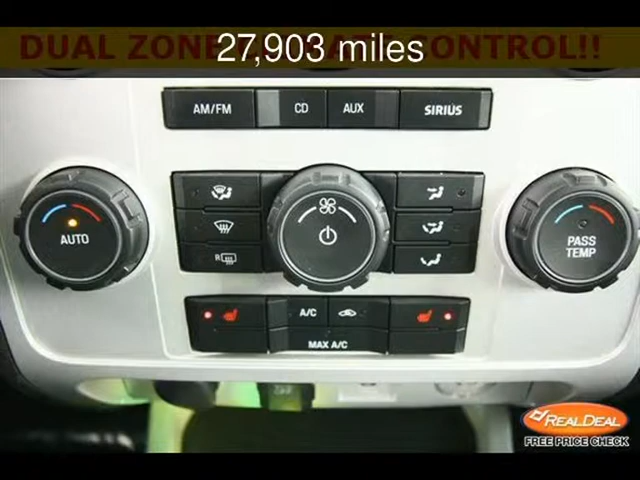 DUAL ZONE CLIMATE CONTROL!!
27,903 miles
AM/FM CD AUX SIRIUS
AUTO
PASS TEMP
R
A/C
MAX A/C
REALDEAL
FREE PRICE CHECK